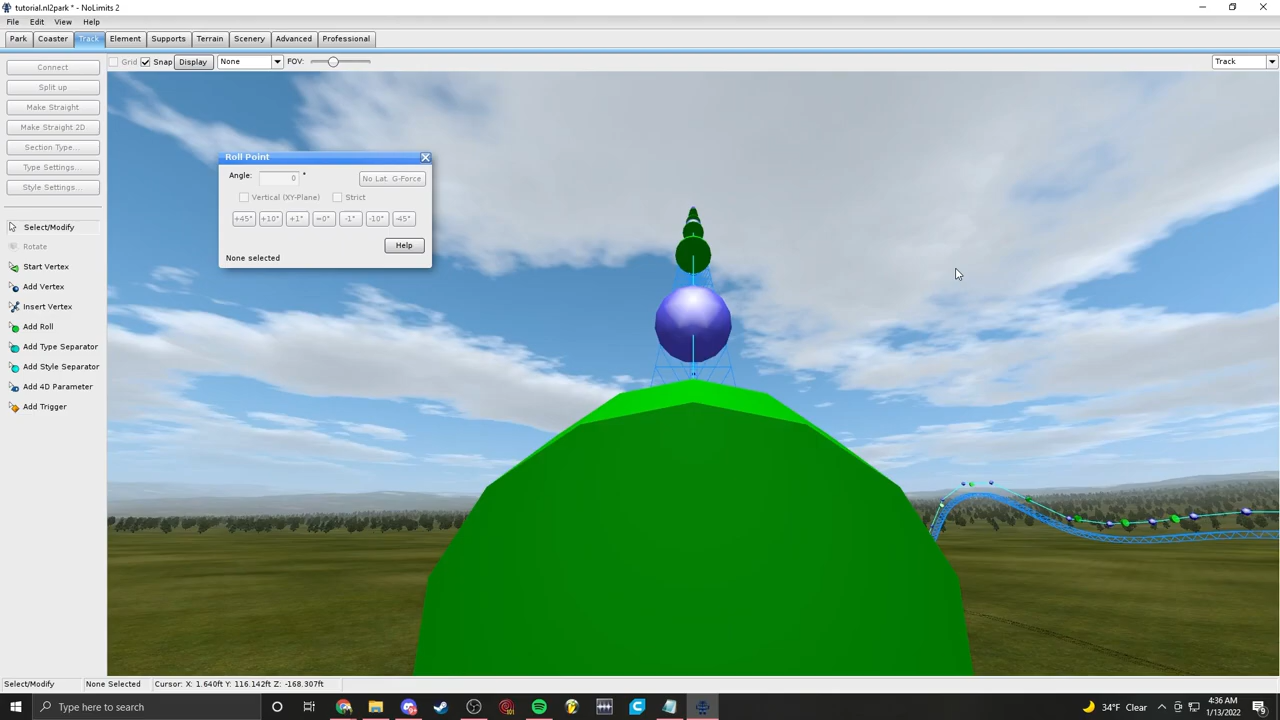 tutorial.nl2park * - NoLimits 2
File Edit View Help
Park Coaster Track Element Supports Terrain Scenery Advanced Professional
Grid Snap Display None FOV: Track
Connect
Split up
Make Straight
Make Straight 2D
Section Type...
Type Settings...
Style Settings...
Select/Modify
Rotate
Start Vertex
Add Vertex
Insert Vertex
Add Roll
Add Type Separator
Add Style Separator
Add 4D Parameter
Add Trigger
Roll Point
Angle: 0 ° No Lat. G-Force
Vertical (XY-Plane) Strict
+45° +10° +1° =0° -1° -10° -45°
Help
None selected
Select/Modify None Selected Cursor: X: 1.640ft Y: 116.142ft Z: -168.307ft
Type here to search
34°F Clear
4:36 AM
1/13/2022